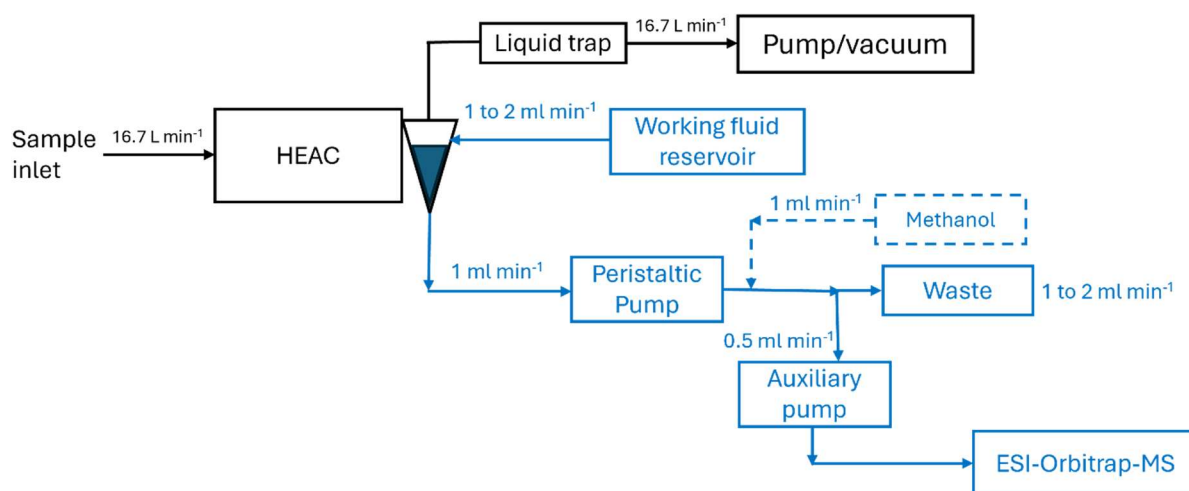 Liquid trap
16.7 L min⁻¹
Pump/vacuum
Sample
inlet
16.7 L min⁻¹
HEAC
1 to 2 ml min⁻¹
Working fluid
reservoir
1 ml min⁻¹
Methanol
1 ml min⁻¹
Peristaltic
Pump
Waste
1 to 2 ml min⁻¹
0.5 ml min⁻¹
Auxiliary
pump
ESI-Orbitrap-MS